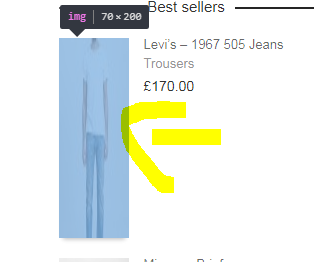 Best sellers
img 70 × 200
Levi's – 1967 505 Jeans
Trousers
£170.00